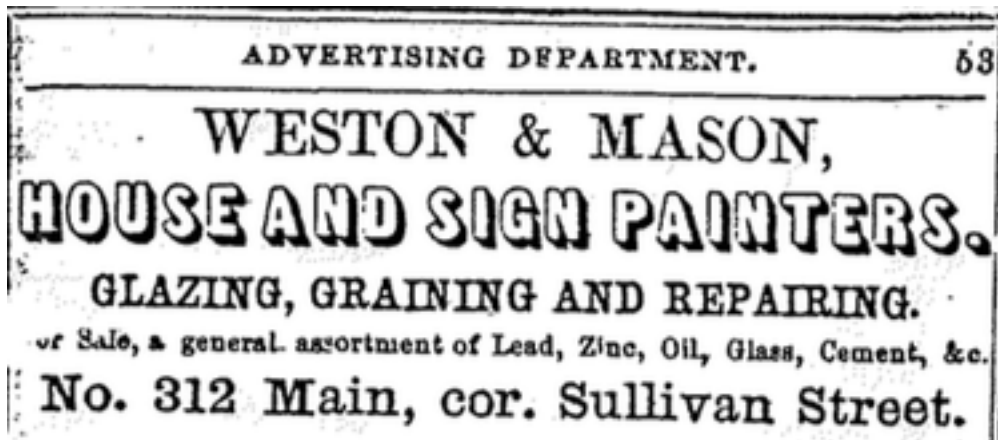 ADVERTISING DEPARTMENT. 53
WESTON & MASON,
HOUSE AND SIGN PAINTERS.
GLAZING, GRAINING AND REPAIRING.
or Sale, a general assortment of Lead, Zinc, Oil, Glass, Cement, &c.
No. 312 Main, cor. Sullivan Street.